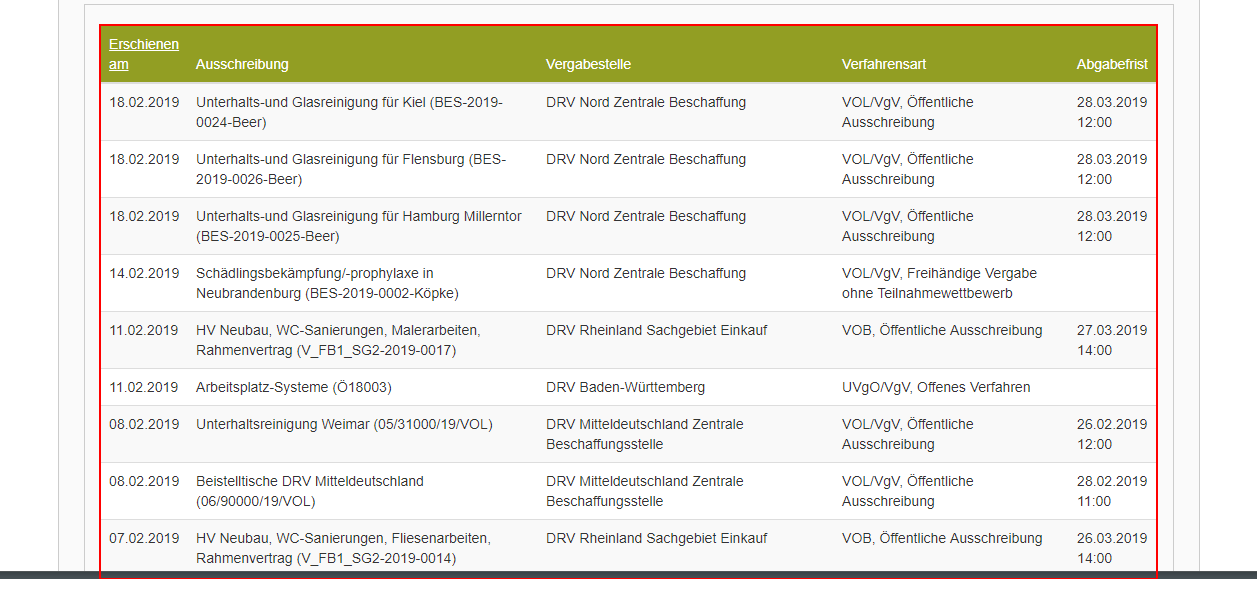 Erschienen
am Ausschreibung Vergabestelle Verfahrensart Abgabefrist
18.02.2019 Unterhalts-und Glasreinigung für Kiel (BES-2019- DRV Nord Zentrale Beschaffung VOL/VgV, Öffentliche 28.03.2019
0024-Beer) Ausschreibung 12:00
18.02.2019 Unterhalts-und Glasreinigung für Flensburg (BES- DRV Nord Zentrale Beschaffung VOL/VgV, Öffentliche 28.03.2019
2019-0026-Beer) Ausschreibung 12:00
18.02.2019 Unterhalts-und Glasreinigung für Hamburg Millerntor DRV Nord Zentrale Beschaffung VOL/VgV, Öffentliche 28.03.2019
(BES-2019-0025-Beer) Ausschreibung 12:00
14.02.2019 Schädlingsbekämpfung/-prophylaxe in DRV Nord Zentrale Beschaffung VOL/VgV, Freihändige Vergabe
Neubrandenburg (BES-2019-0002-Köpke) ohne Teilnahmewettbewerb
11.02.2019 HV Neubau, WC-Sanierungen, Malerarbeiten, DRV Rheinland Sachgebiet Einkauf VOB, Öffentliche Ausschreibung 27.03.2019
Rahmenvertrag (V_FB1_SG2-2019-0017) 14:00
11.02.2019 Arbeitsplatz-Systeme (Ö18003) DRV Baden-Württemberg UVgO/VgV, Offenes Verfahren
08.02.2019 Unterhaltsreinigung Weimar (05/31000/19/VOL) DRV Mitteldeutschland Zentrale VOL/VgV, Öffentliche 26.02.2019
Beschaffungsstelle Ausschreibung 12:00
08.02.2019 Beistelltische DRV Mitteldeutschland DRV Mitteldeutschland Zentrale VOL/VgV, Öffentliche 28.02.2019
(06/90000/19/VOL) Beschaffungsstelle Ausschreibung 11:00
07.02.2019 HV Neubau, WC-Sanierungen, Fliesenarbeiten, DRV Rheinland Sachgebiet Einkauf VOB, Öffentliche Ausschreibung 26.03.2019
Rahmenvertrag (V_FB1_SG2-2019-0014) 14:00